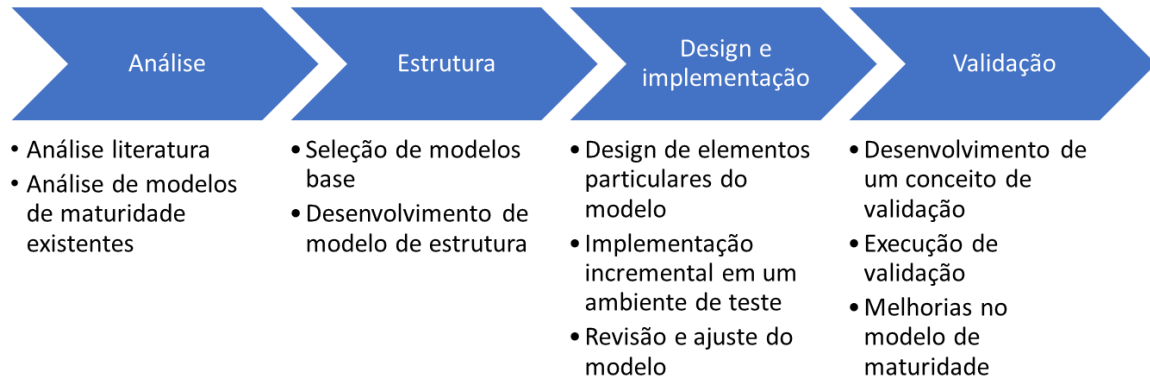 Análise
• Análise literatura
• Análise de modelos
de maturidade
existentes
Estrutura
• Seleção de modelos
base
• Desenvolvimento de
modelo de estrutura
Design e
implementação
• Design de elementos
particulares do
modelo
• Implementação
incremental em um
ambiente de teste
• Revisão e ajuste do
modelo
Validação
• Desenvolvimento de
um conceito de
validação
• Execução de
validação
• Melhorias no
modelo de
maturidade